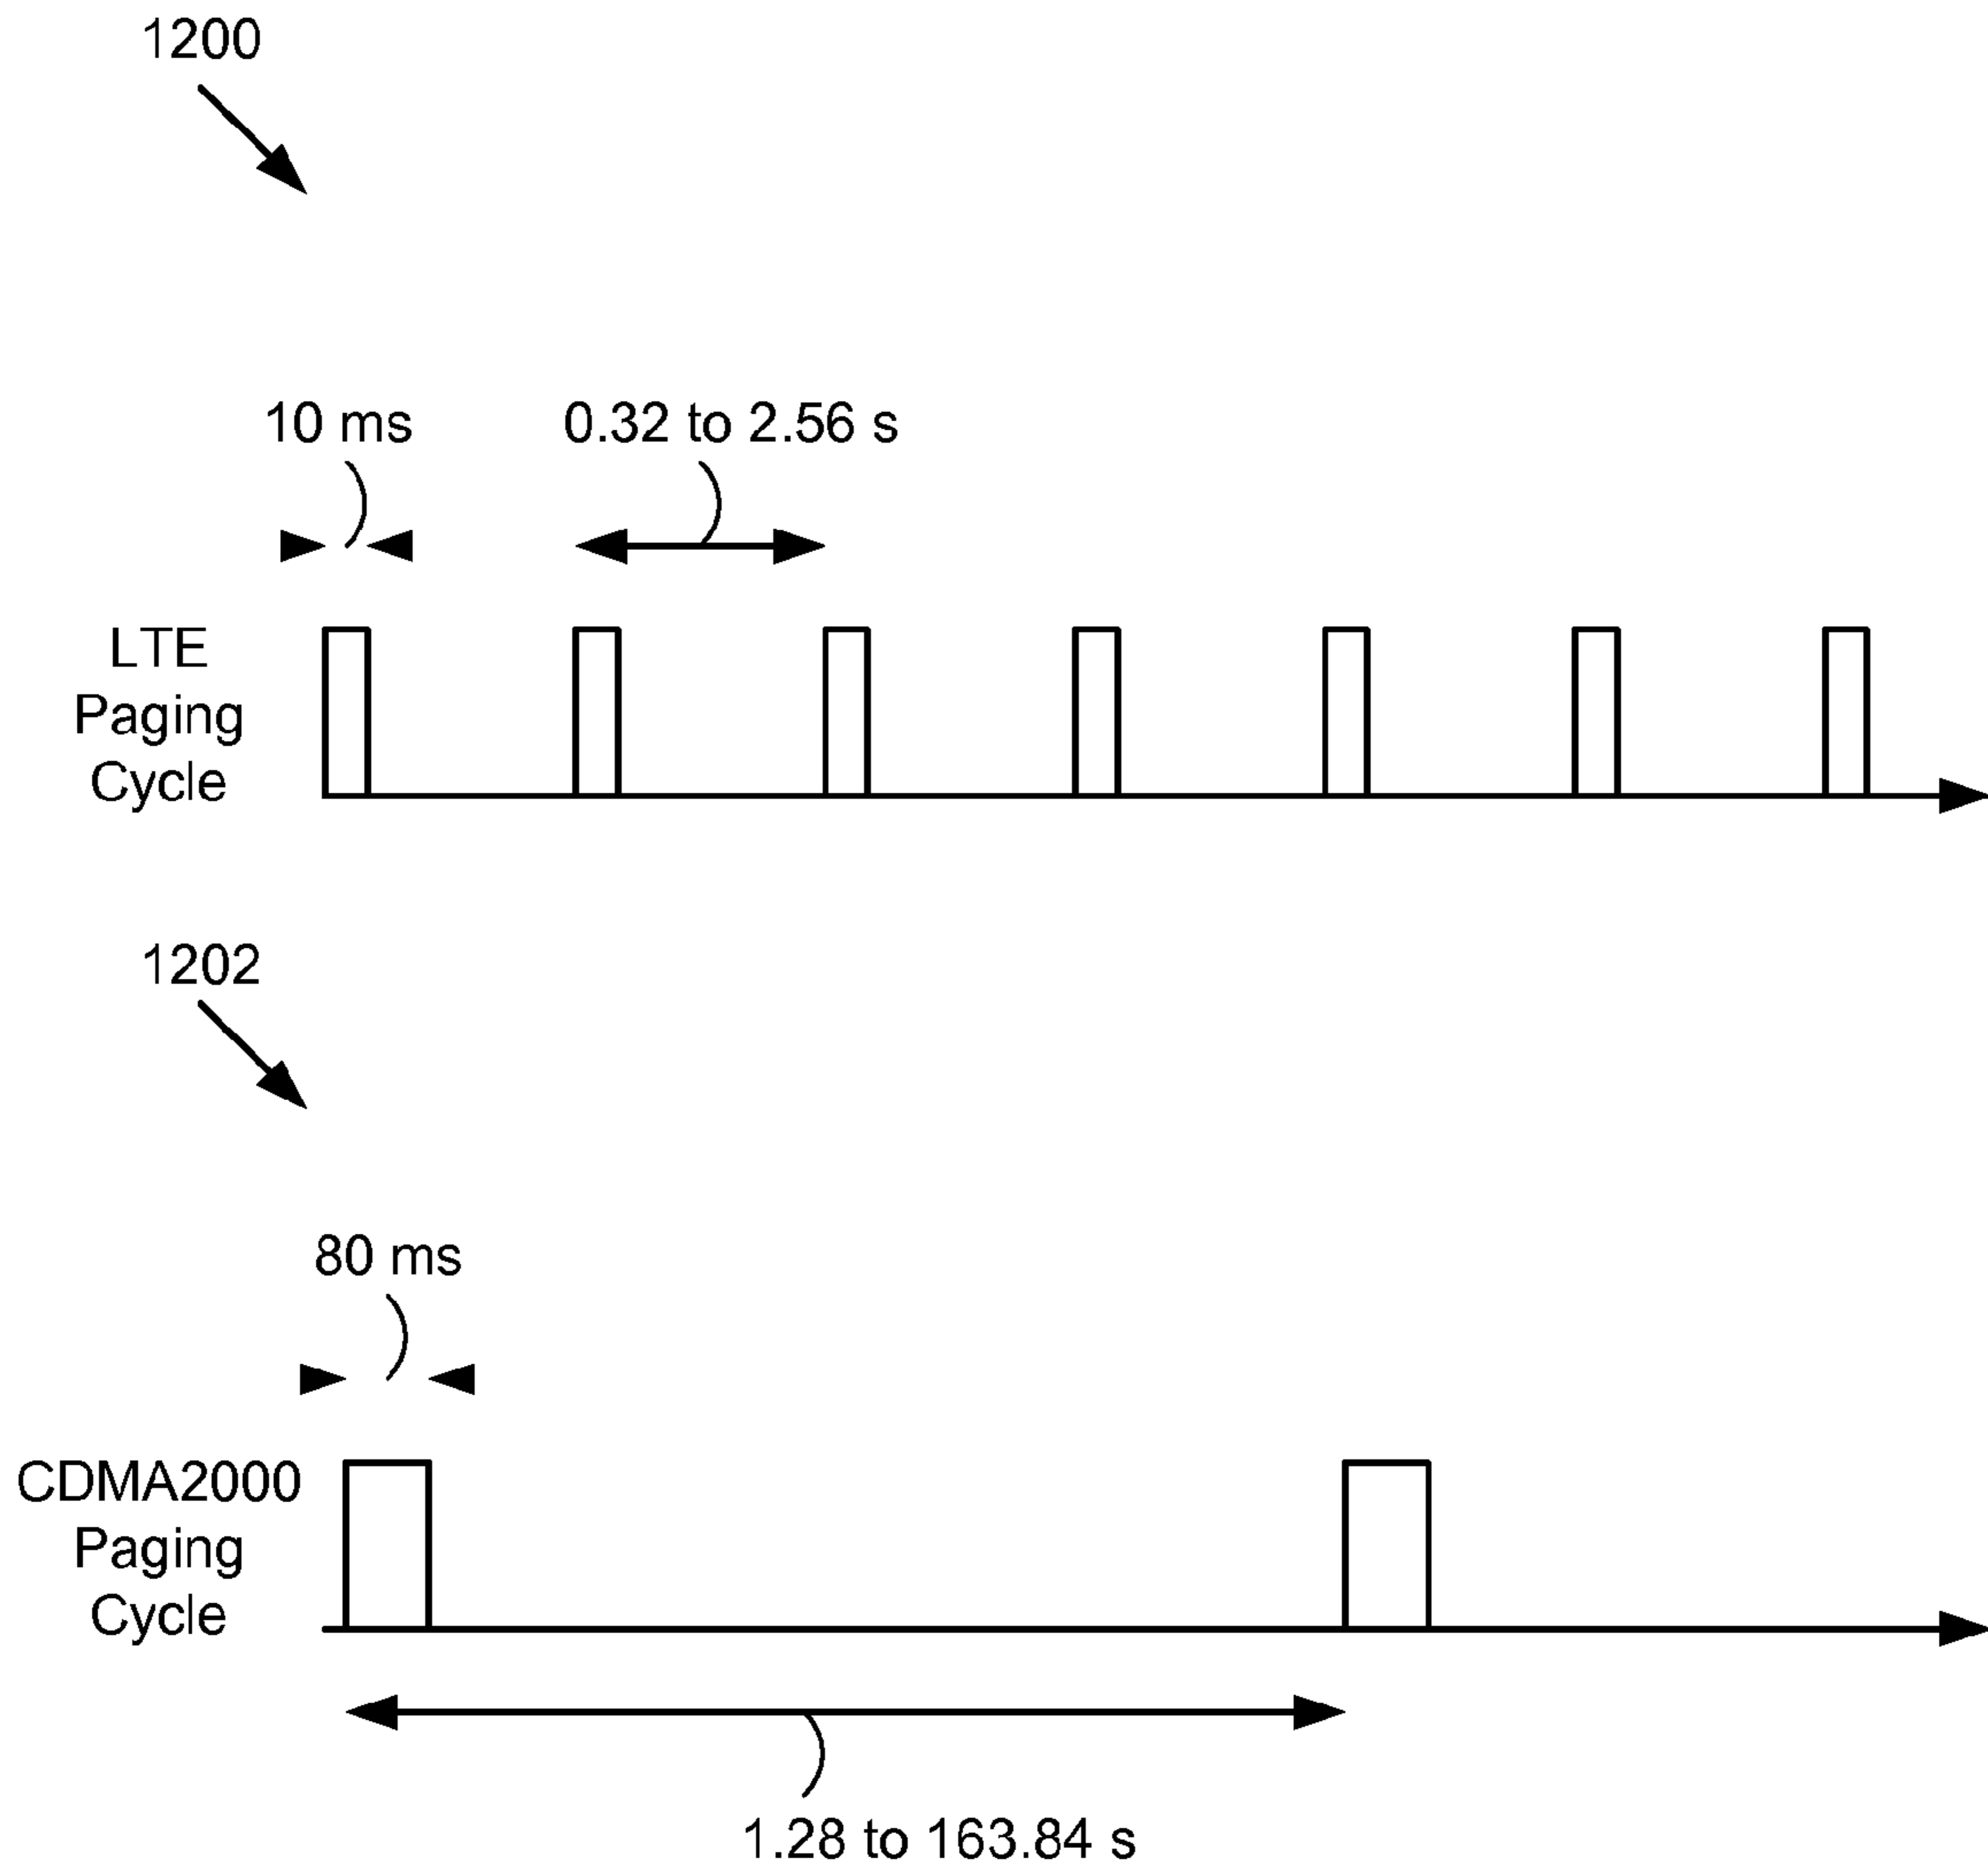 1200
10 ms
0.32 to 2.56 s
LTE
Paging
Cycle
1202
80 ms
CDMA2000
Paging
Cycle
1.28 to 163.84 s